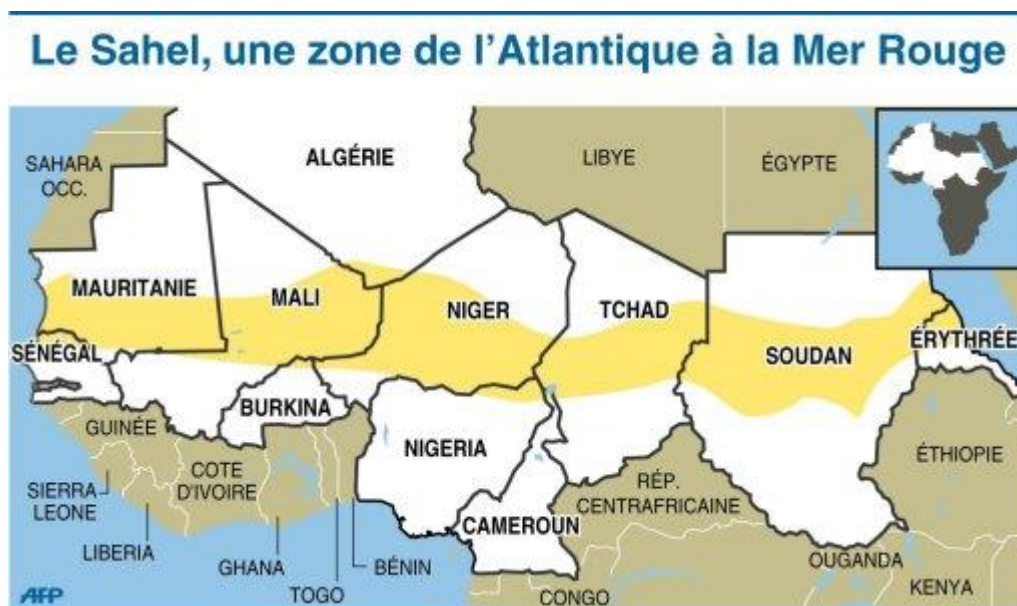 Le Sahel, une zone de l'Atlantique à la Mer Rouge
SAHARA
OCC.
ALGÉRIE
LIBYE
ÉGYPTE
MAURITANIE
MALI
NIGER
TCHAD
SOUDAN
ÉRYTHRÉE
SÉNÉGAL
BURKINA
NIGERIA
CAMEROUN
GUINÉE
SIERRA
LEONE
LIBERIA
COTE
D'IVOIRE
GHANA
TOGO
BÉNIN
RÉP.
CENTRAFRICAINE
ÉTHIOPIE
CONGO
OUGANDA
KENYA
AFP